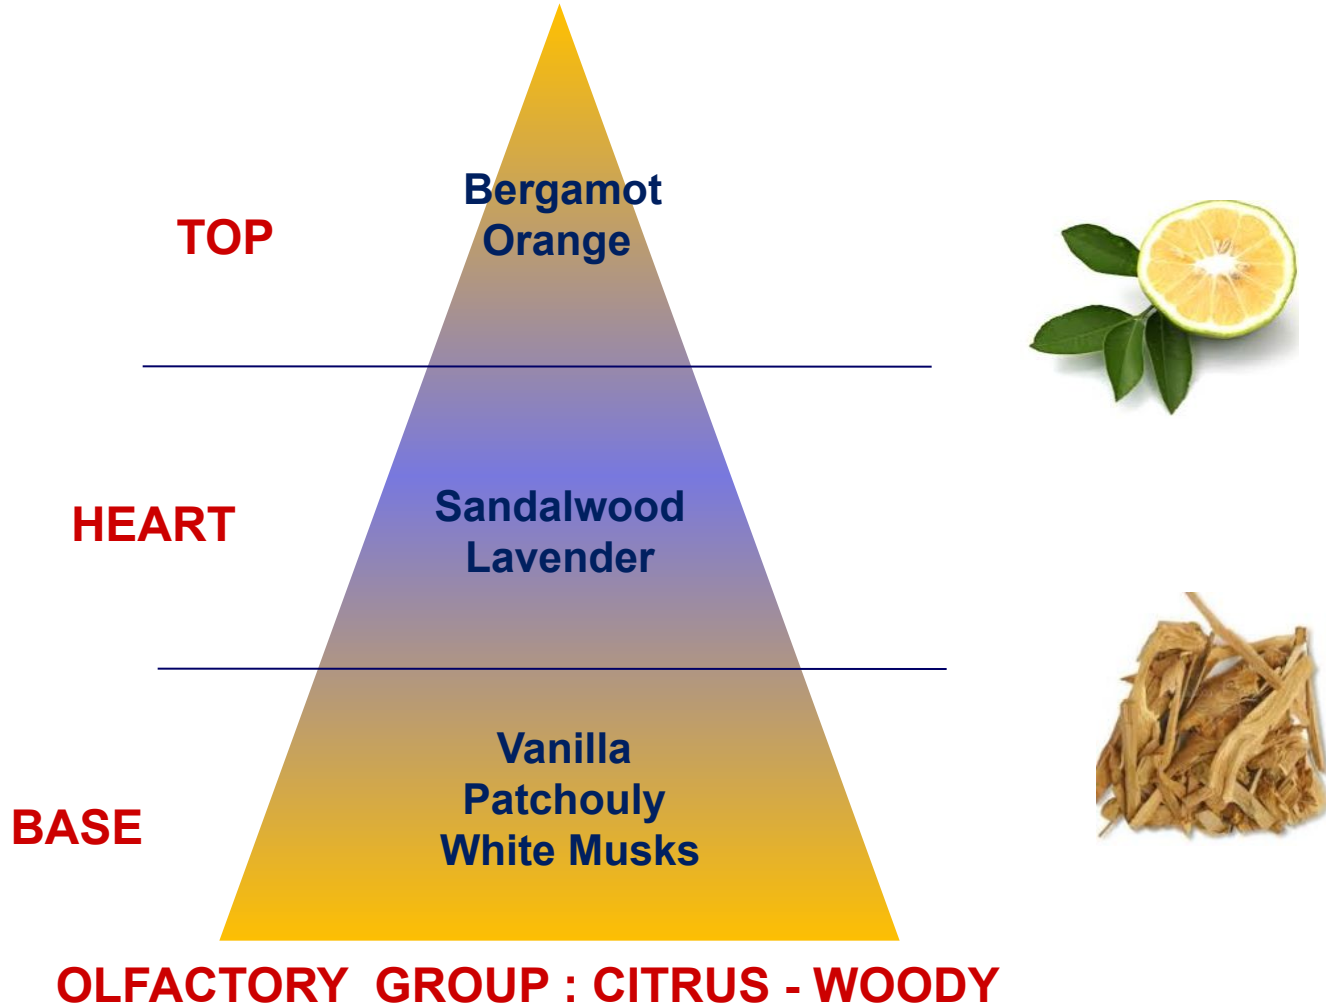 TOP
Bergamot
Orange
HEART
Sandalwood
Lavender
BASE
Vanilla
Patchouly
White Musks
OLFACTORY GROUP : CITRUS - WOODY